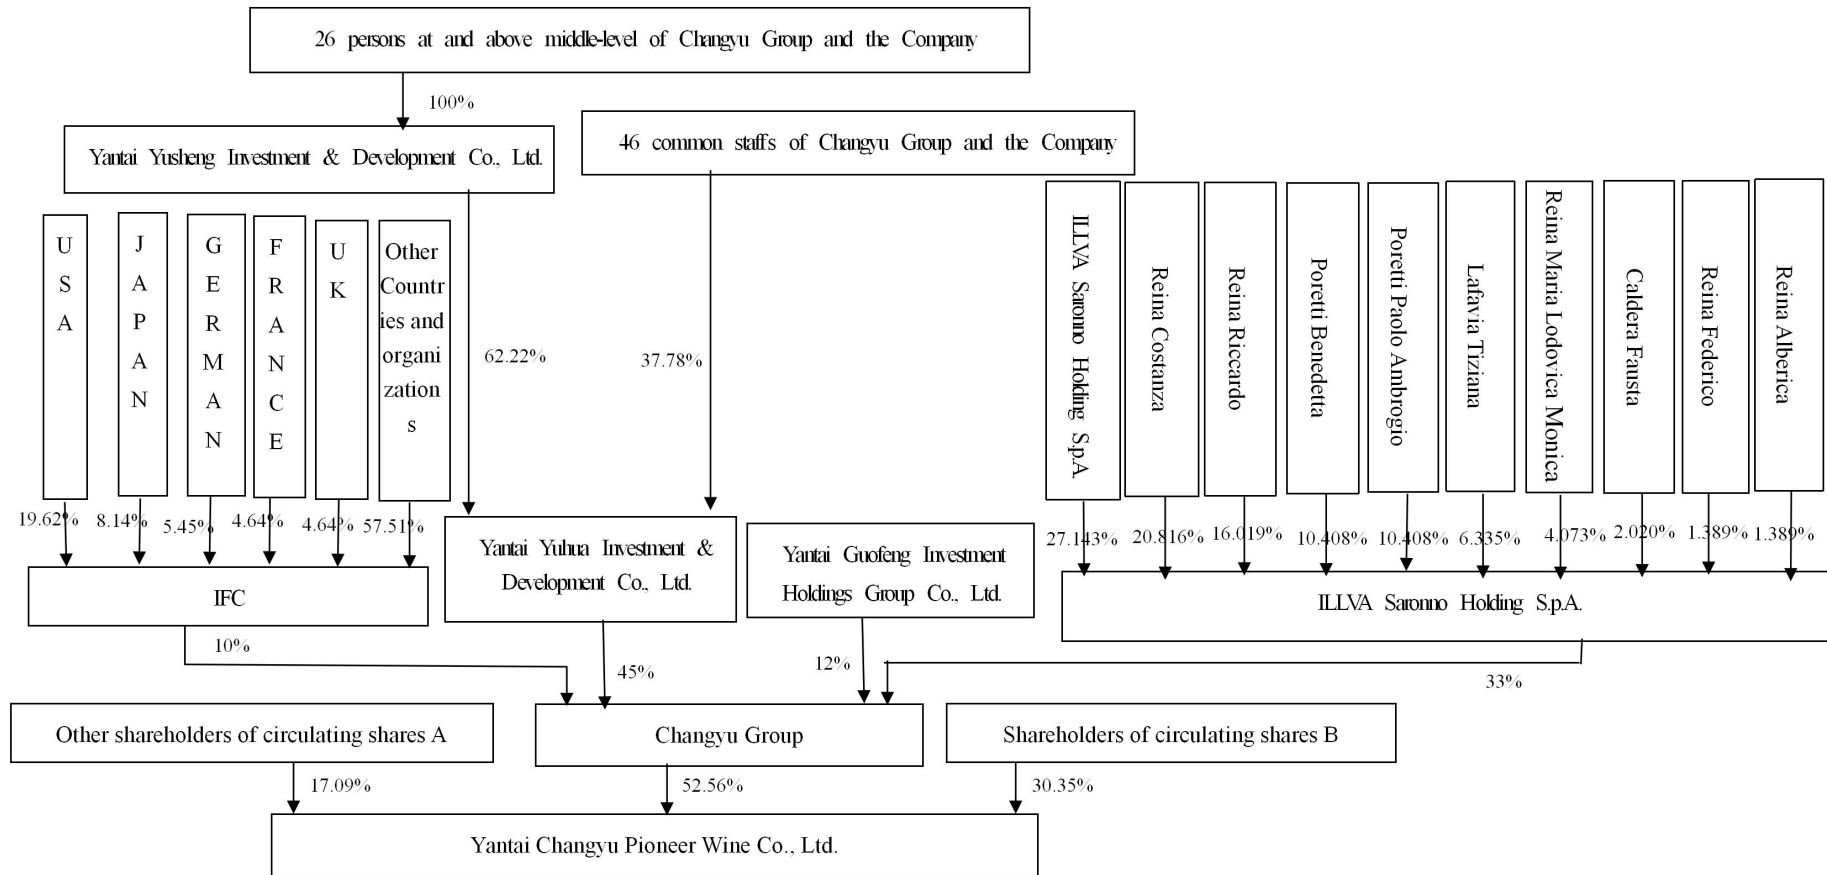 26 persons at and above middle-level of Changyu Group and the Company
100%
Yantai Yusheng Investment & Development Co., Ltd.
46 common staffs of Changyu Group and the Company
USA
JAPAN
GERMAN
FRANCE
UK
Other
Countr
ies and
organi
zation
s
62.22%
37.78%
ILLVA Saronno Holding S.p.A.
Reina Costanza
Reina Riccardo
Poretti Benedetta
Poretti Paolo Ambrogio
Lafavia Tiziana
Reina Maria Lodovica Monica
Caldera Fausta
Reina Federico
Reina Alberica
19.62%
8.14%
5.45%
4.64%
4.64%
57.51%
27.143%
20.816%
16.019%
10.408%
10.408%
6.335%
4.073%
2.020%
1.389%
1.389%
IFC
Yantai Yuhua Investment &
Development Co., Ltd.
Yantai Guofeng Investment
Holdings Group Co., Ltd.
ILLVA Saronno Holding S.p.A.
10%
45%
12%
33%
Other shareholders of circulating shares A
Changyu Group
Shareholders of circulating shares B
17.09%
52.56%
30.35%
Yantai Changyu Pioneer Wine Co., Ltd.